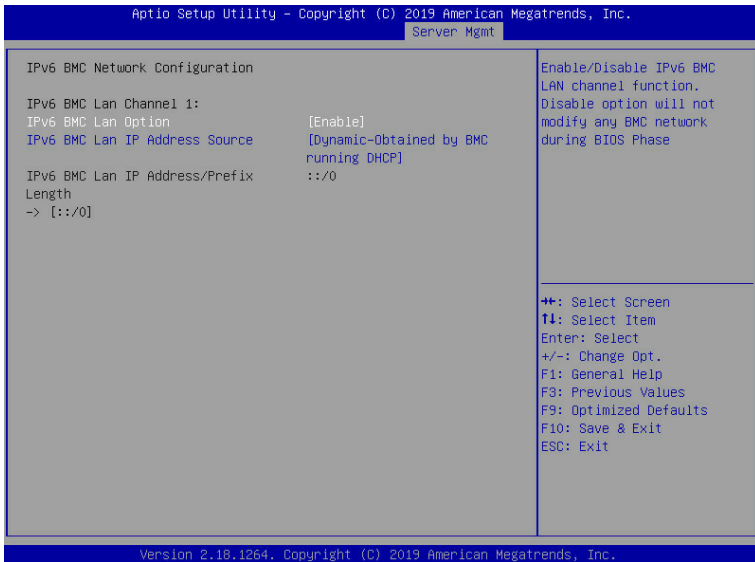 Aptio Setup Utility – Copyright (C) 2019 American Megatrends, Inc.
Server Mgmt
IPv6 BMC Network Configuration
IPv6 BMC Lan Channel 1:
IPv6 BMC Lan Option [Enable]
IPv6 BMC Lan IP Address Source [Dynamic-Obtained by BMC
running DHCP]
IPv6 BMC Lan IP Address/Prefix ::/0
Length
-> [::/0]
Enable/Disable IPv6 BMC
LAN channel function.
Disable option will not
modify any BMC network
during BIOS Phase
→←: Select Screen
↑↓: Select Item
Enter: Select
+/-: Change Opt.
F1: General Help
F3: Previous Values
F9: Optimized Defaults
F10: Save & Exit
ESC: Exit
Version 2.18.1264. Copyright (C) 2019 American Megatrends, Inc.